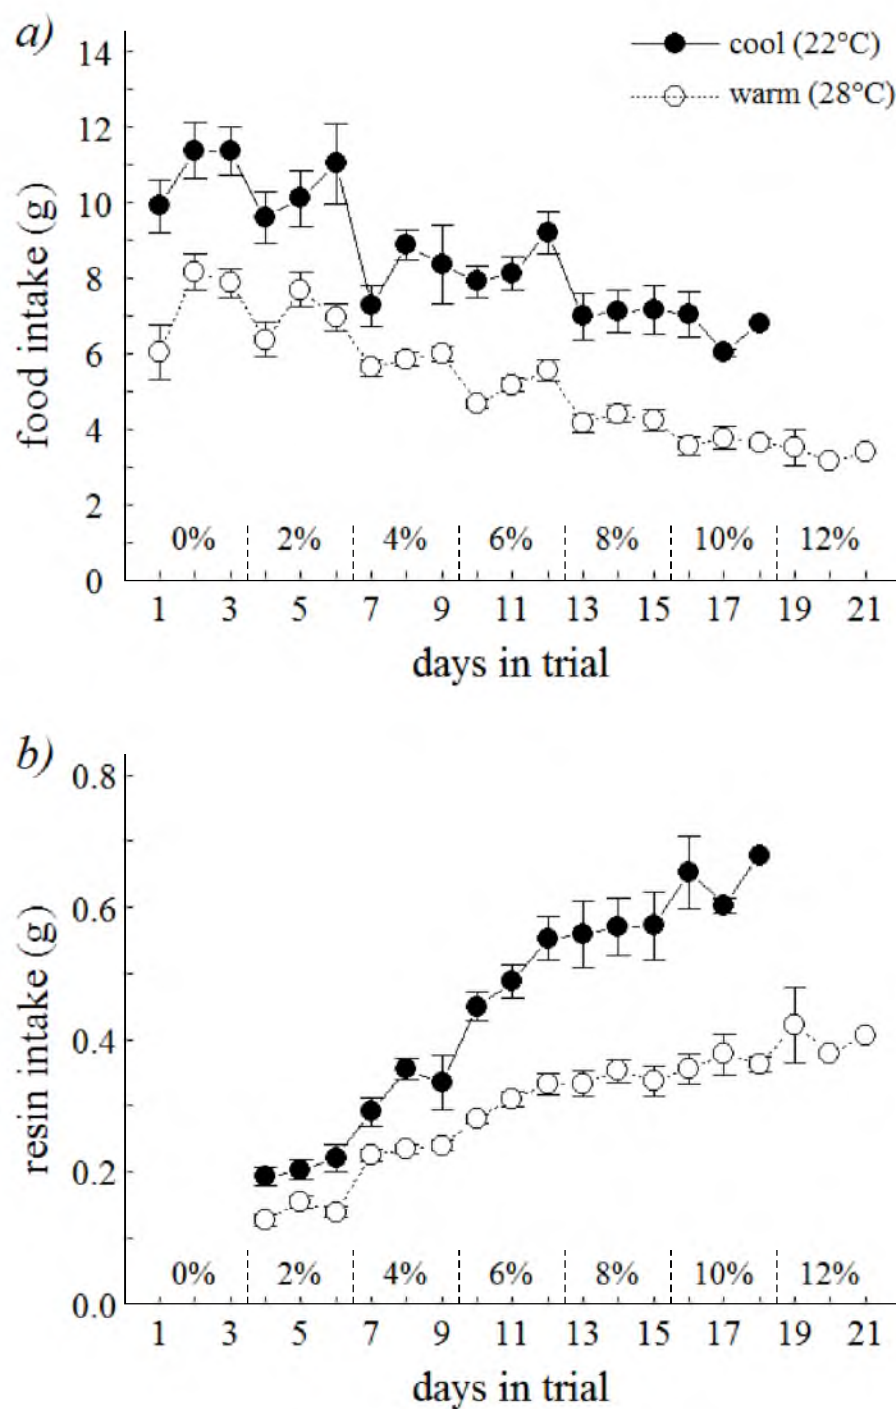 a)
cool (22°C)
warm (28°C)
food intake (g)
14
12
10
8
6
4
2
0
0% 2% 4% 6% 8% 10% 12%
1 3 5 7 9 11 13 15 17 19 21
days in trial
b)
resin intake (g)
0.8
0.6
0.4
0.2
0.0
0% 2% 4% 6% 8% 10% 12%
1 3 5 7 9 11 13 15 17 19 21
days in trial